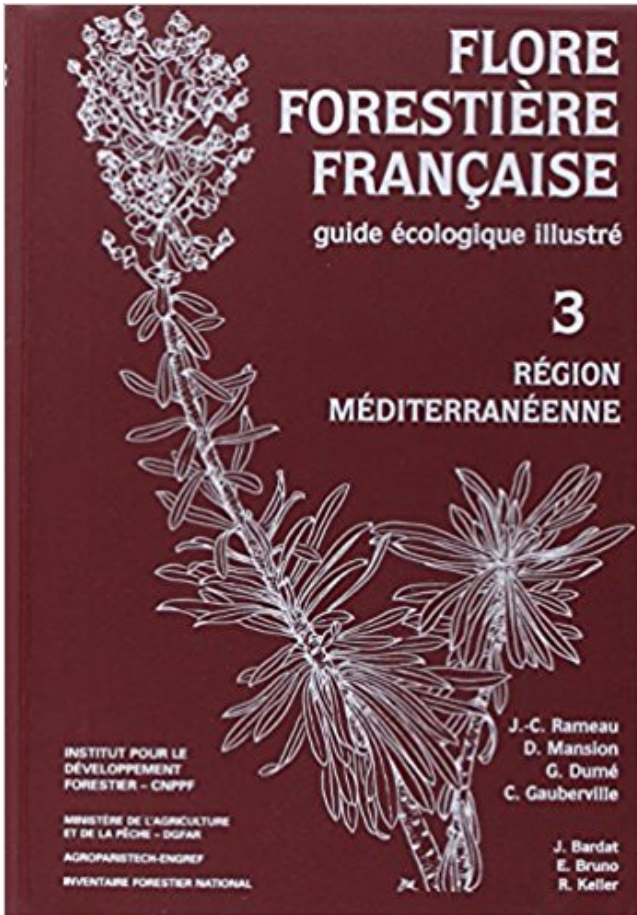 FLORE
FORESTIÈRE
FRANÇAISE
guide écologique illustré
3
RÉGION
MÉDITERRANÉENNE
J.-C. Rameau
D. Mansion
G. Dumé
C. Gauberville
INSTITUT POUR LE
DÉVELOPPEMENT
FORESTIER – CNPPF
MINISTÈRE DE L'AGRICULTURE
ET DE LA PÊCHE – DGFAR
AGROPARISTECH-ENGREF
INVENTAIRE FORESTIER NATIONAL
J. Bardat
E. Bruno
R. Keller